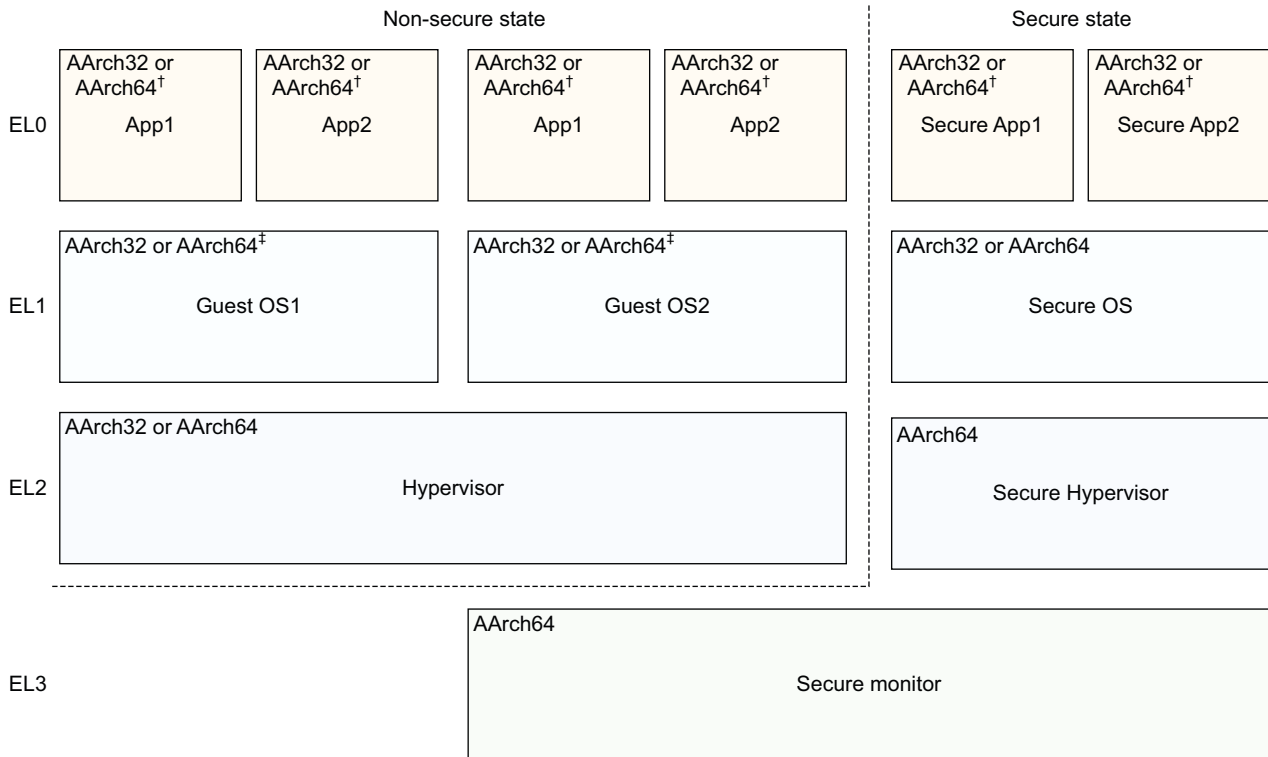 Non-secure state
Secure state
AArch32 or
AArch64†
App1
AArch32 or
AArch64†
App2
AArch32 or
AArch64†
App1
AArch32 or
AArch64†
App2
AArch32 or
AArch64†
Secure App1
AArch32 or
AArch64†
Secure App2
EL0
AArch32 or AArch64‡
Guest OS1
AArch32 or AArch64‡
Guest OS2
AArch32 or AArch64
Secure OS
EL1
AArch32 or AArch64
Hypervisor
AArch64
Secure Hypervisor
EL2
AArch64
Secure monitor
EL3